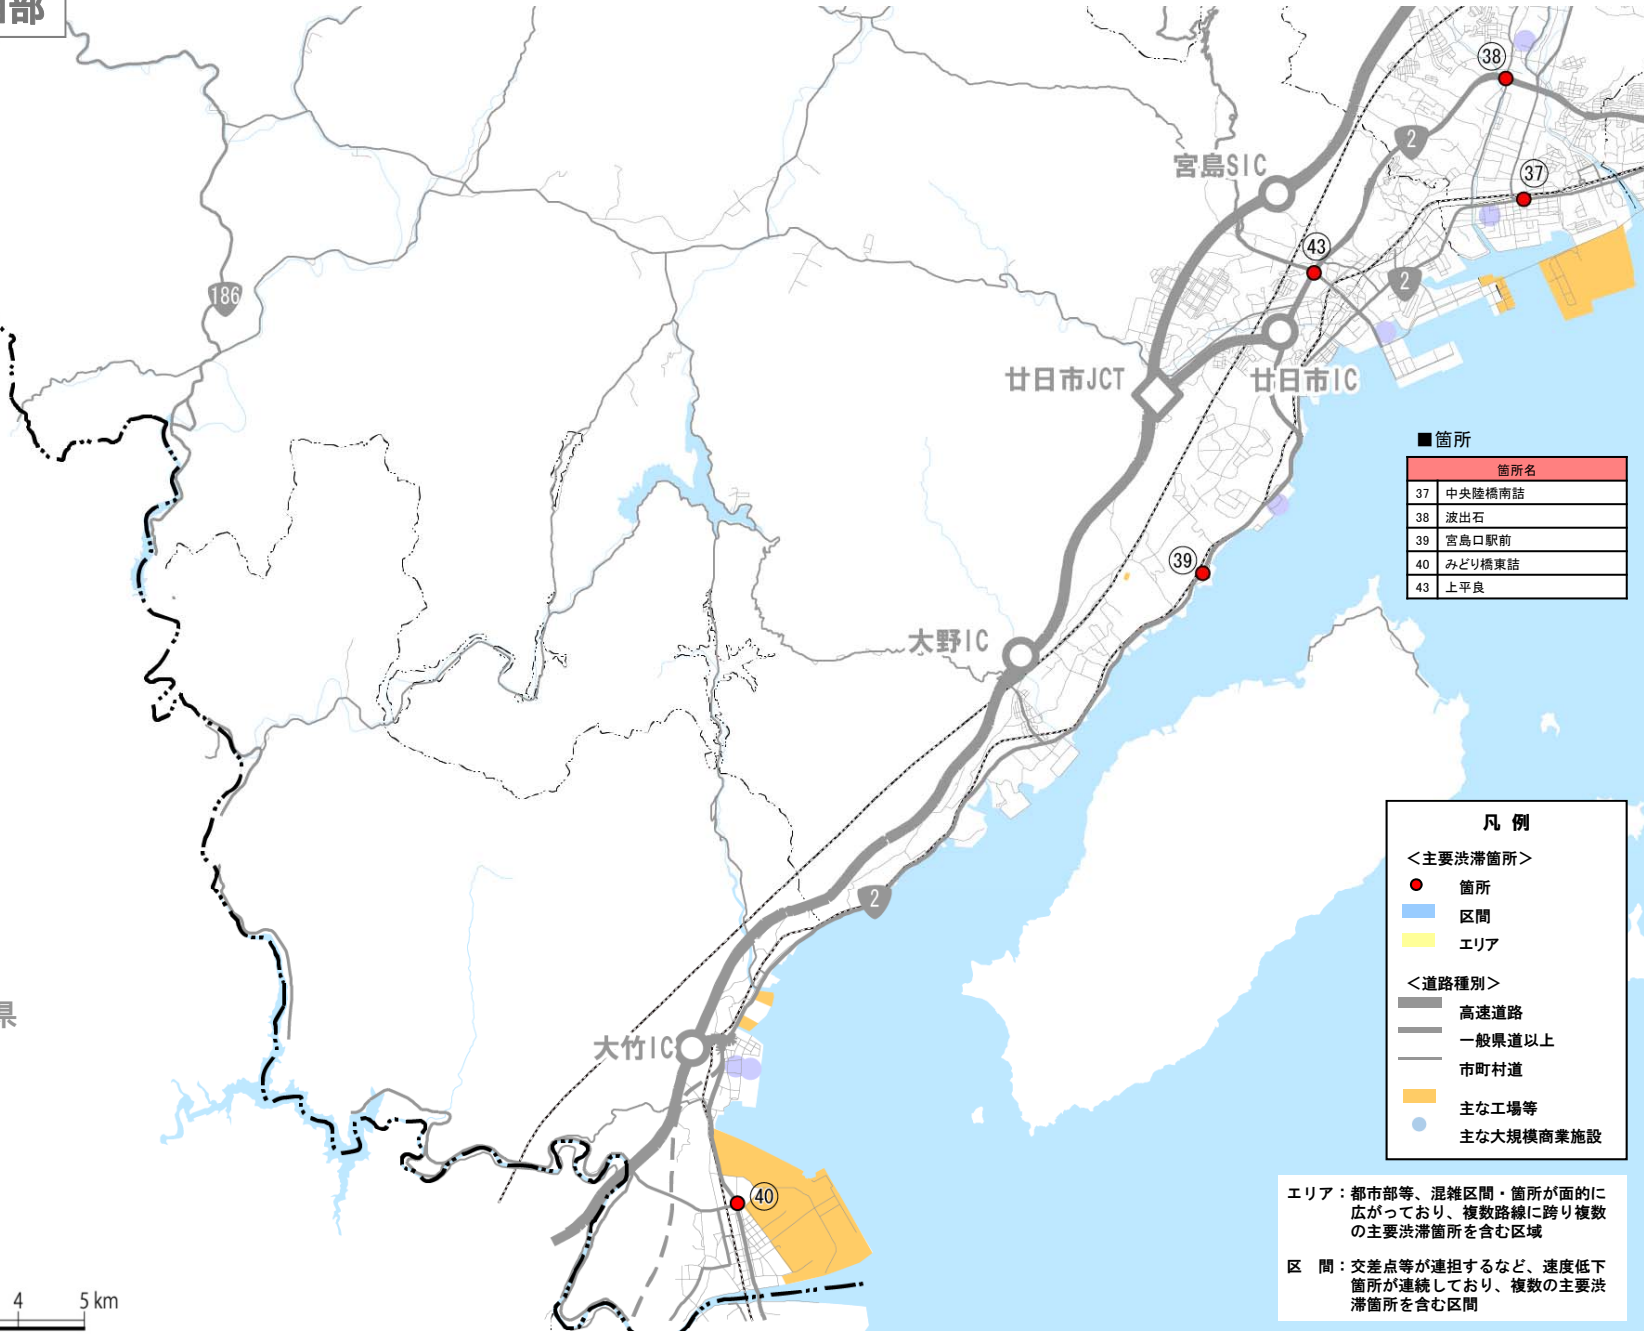 部
38
2
宮島SIC
37
43
2
186
廿日市JCT
廿日市IC
■箇所
箇所名
37 中央陸橋南詰
38 波出石
39 宮島口駅前
40 みどり橋東詰
43 上平良
39
大野IC
凡 例
＜主要渋滞箇所＞
箇所
区間
エリア
＜道路種別＞
高速道路
一般県道以上
市町村道
主な工場等
主な大規模商業施設
2
県
大竹IC
40
エリア：都市部等、混雑区間・箇所が面的に
広がっており、複数路線に跨り複数
の主要渋滞箇所を含む区域
区　間：交差点等が連担するなど、速度低下
箇所が連続しており、複数の主要渋
滞箇所を含む区間
4 5 km